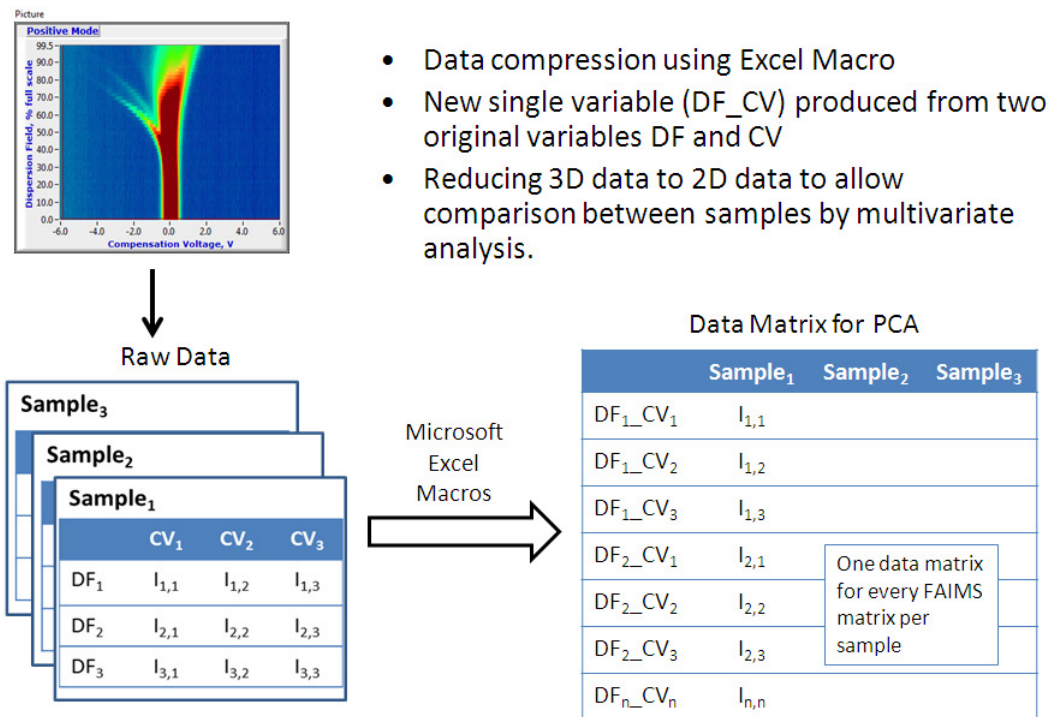 Picture
Positive Mode
Dispersion Field, % full scale
99.5
90.0
80.0
70.0
60.0
50.0
40.0
30.0
20.0
10.0
0.0
-6.0 -4.0 -2.0 0.0 2.0 4.0 6.0
Compensation Voltage, V
• Data compression using Excel Macro
• New single variable (DF_CV) produced from two
original variables DF and CV
• Reducing 3D data to 2D data to allow
comparison between samples by multivariate
analysis.
Raw Data
Sample₃
Sample₂
Sample₁
CV₁ CV₂ CV₃
DF₁ I₁,₁ I₁,₂ I₁,₃
DF₂ I₂,₁ I₂,₂ I₂,₃
DF₃ I₃,₁ I₃,₂ I₃,₃
Microsoft
Excel
Macros
Data Matrix for PCA
Sample₁ Sample₂ Sample₃
DF₁_CV₁ I₁,₁
DF₁_CV₂ I₁,₂
DF₁_CV₃ I₁,₃
DF₂_CV₁ I₂,₁
DF₂_CV₂ I₂,₂
DF₂_CV₃ I₂,₃
DFₙ_CVₙ Iₙ,ₙ
One data matrix
for every FAIMS
matrix per
sample